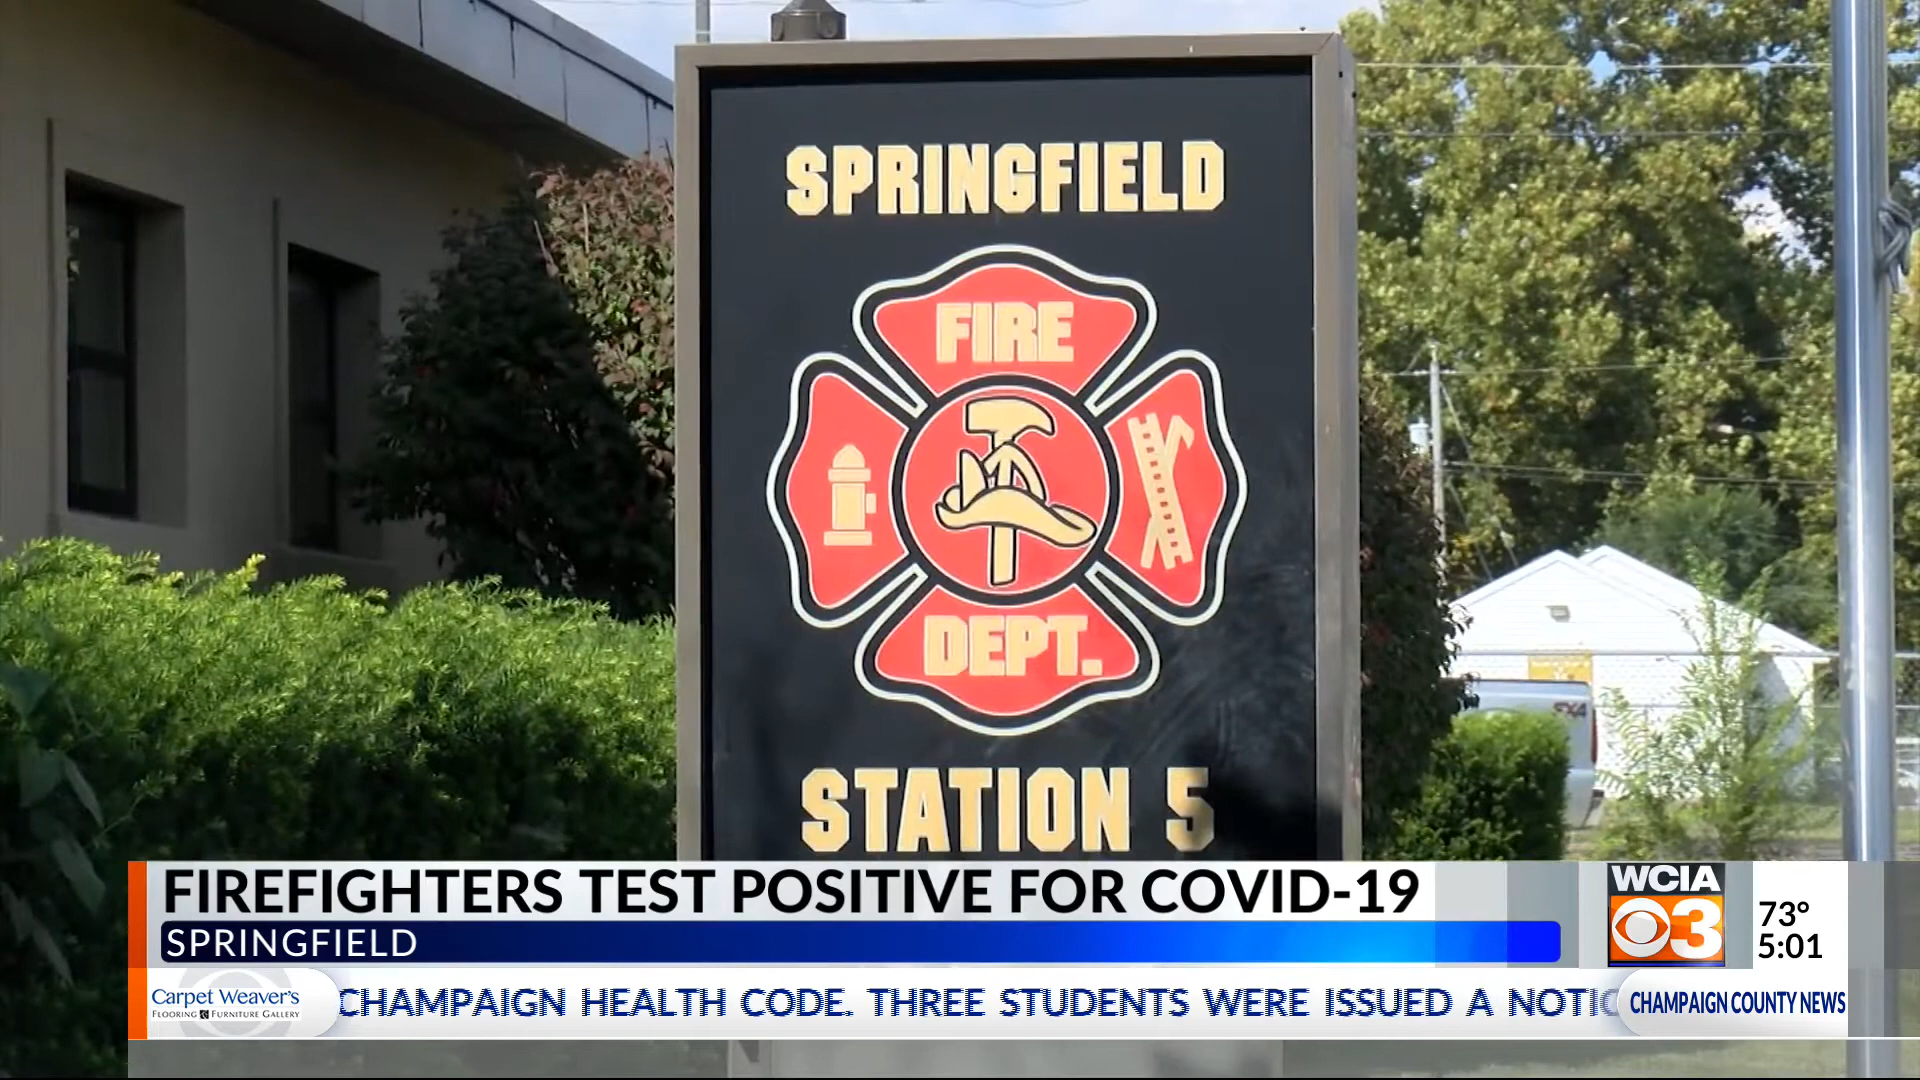 SPRINGFIELD
FIRE
DEPT.
STATION 5
FIREFIGHTERS TEST POSITIVE FOR COVID-19
SPRINGFIELD
WCIA
3
73°
5:01
Carpet Weaver's
FLOORING & FURNITURE GALLERY
CHAMPAIGN HEALTH CODE. THREE STUDENTS WERE ISSUED A NOTIC
CHAMPAIGN COUNTY NEWS